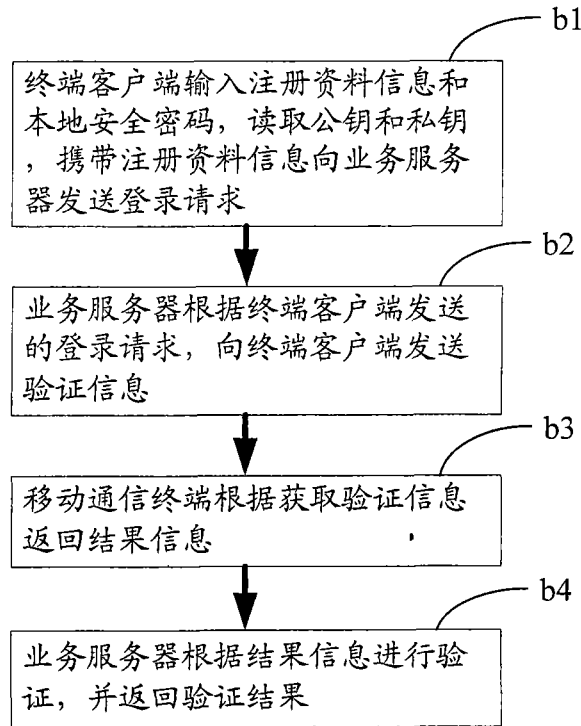 b1
终端客户端输入注册资料信息和
本地安全密码，读取公钥和私钥
，携带注册资料信息向业务服务
器发送登录请求
b2
业务服务器根据终端客户端发送
的登录请求，向终端客户端发送
验证信息
b3
移动通信终端根据获取验证信息
返回结果信息
b4
业务服务器根据结果信息进行验
证，并返回验证结果